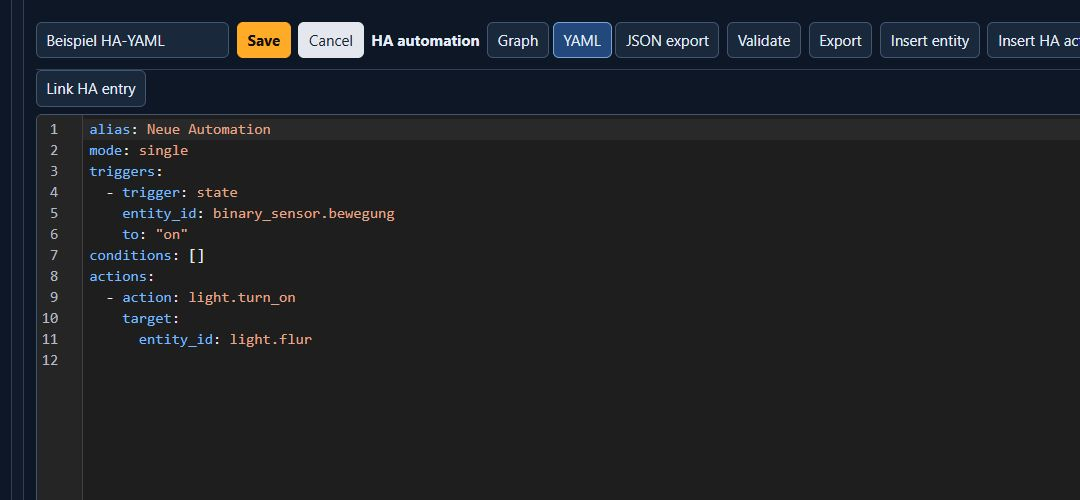 Beispiel HA-YAML Save Cancel HA automation Graph YAML JSON export Validate Export Insert entity Insert HA
Link HA entry
1 alias: Neue Automation
2 mode: single
3 triggers:
4   - trigger: state
5     entity_id: binary_sensor.bewegung
6     to: "on"
7 conditions: []
8 actions:
9   - action: light.turn_on
10     target:
11       entity_id: light.flur
12